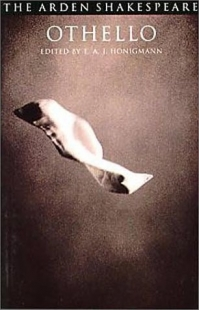 THE ARDEN SHAKESPEARE
OTHELLO
EDITED BY E. A. J. HONIGMANN